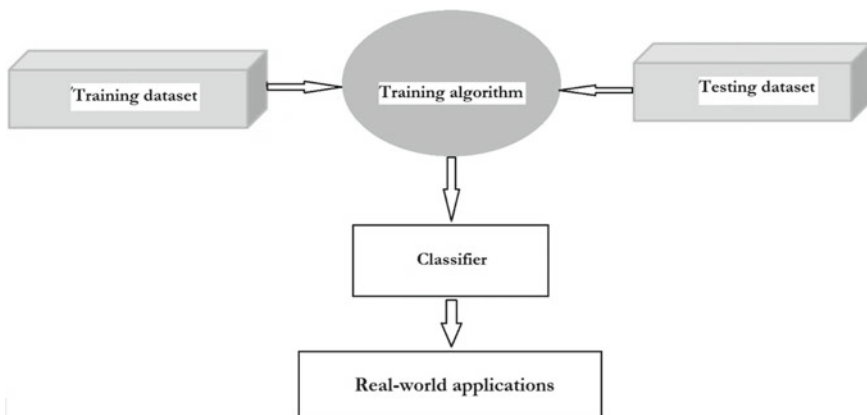 Training dataset
Training algorithm
Testing dataset
Classifier
Real-world applications